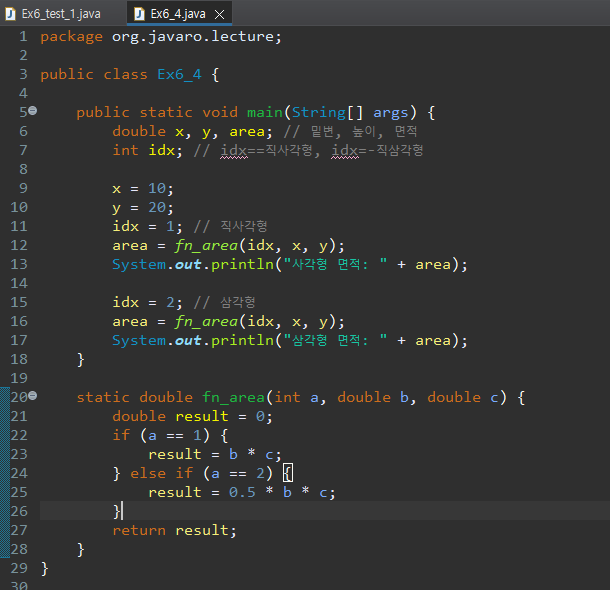 Ex6_test_1.java
Ex6_4.java
1 package org.javaro.lecture;
2
3 public class Ex6_4 {
4
5 public static void main(String[] args) {
6 double x, y, area; // 밑변, 높이, 면적
7 int idx; // idx==직사각형, idx=-직삼각형
8
9 x = 10;
10 y = 20;
11 idx = 1; // 직사각형
12 area = fn_area(idx, x, y);
13 System.out.println("사각형 면적: " + area);
14
15 idx = 2; // 삼각형
16 area = fn_area(idx, x, y);
17 System.out.println("삼각형 면적: " + area);
18 }
19
20 static double fn_area(int a, double b, double c) {
21 double result = 0;
22 if (a == 1) {
23 result = b * c;
24 } else if (a == 2) {
25 result = 0.5 * b * c;
26 }
27 return result;
28 }
29 }
30